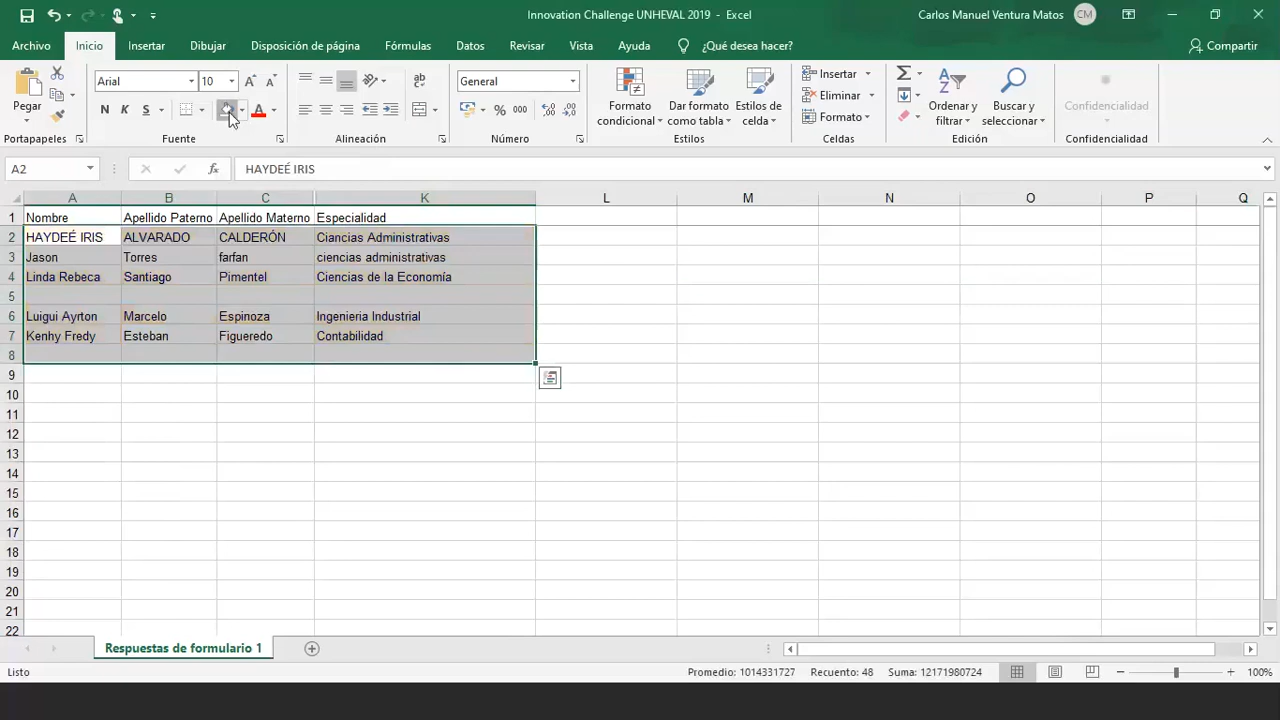 Innovation Challenge UNHEVAL 2019 - Excel
Carlos Manuel Ventura Matos CM
Archivo Inicio Insertar Dibujar Disposición de página Fórmulas Datos Revisar Vista Ayuda ¿Qué desea hacer? Compartir
Pegar
Arial 10
N K S
A A A
ab
General
% 000
Formato condicional
Dar formato como tabla
Estilos de celda
Insertar
Eliminar
Formato
Ordenar y filtrar
Buscar y seleccionar
Confidencialidad
Portapapeles Fuente Alineación Número Estilos Celdas Edición Confidencialidad
A2 fx HAYDEÉ IRIS
A B C K L M N O P Q
1 Nombre Apellido Paterno Apellido Materno Especialidad
2 HAYDEÉ IRIS ALVARADO CALDERÓN Ciancias Administrativas
3 Jason Torres farfan ciencias administrativas
4 Linda Rebeca Santiago Pimentel Ciencias de la Economía
5
6 Luigui Ayrton Marcelo Espinoza Ingenieria Industrial
7 Kenhy Fredy Esteban Figueredo Contabilidad
8
9
10
11
12
13
14
15
16
17
18
19
20
21
22
Respuestas de formulario 1
Listo Promedio: 1014331727 Recuento: 48 Suma: 12171980724 100%